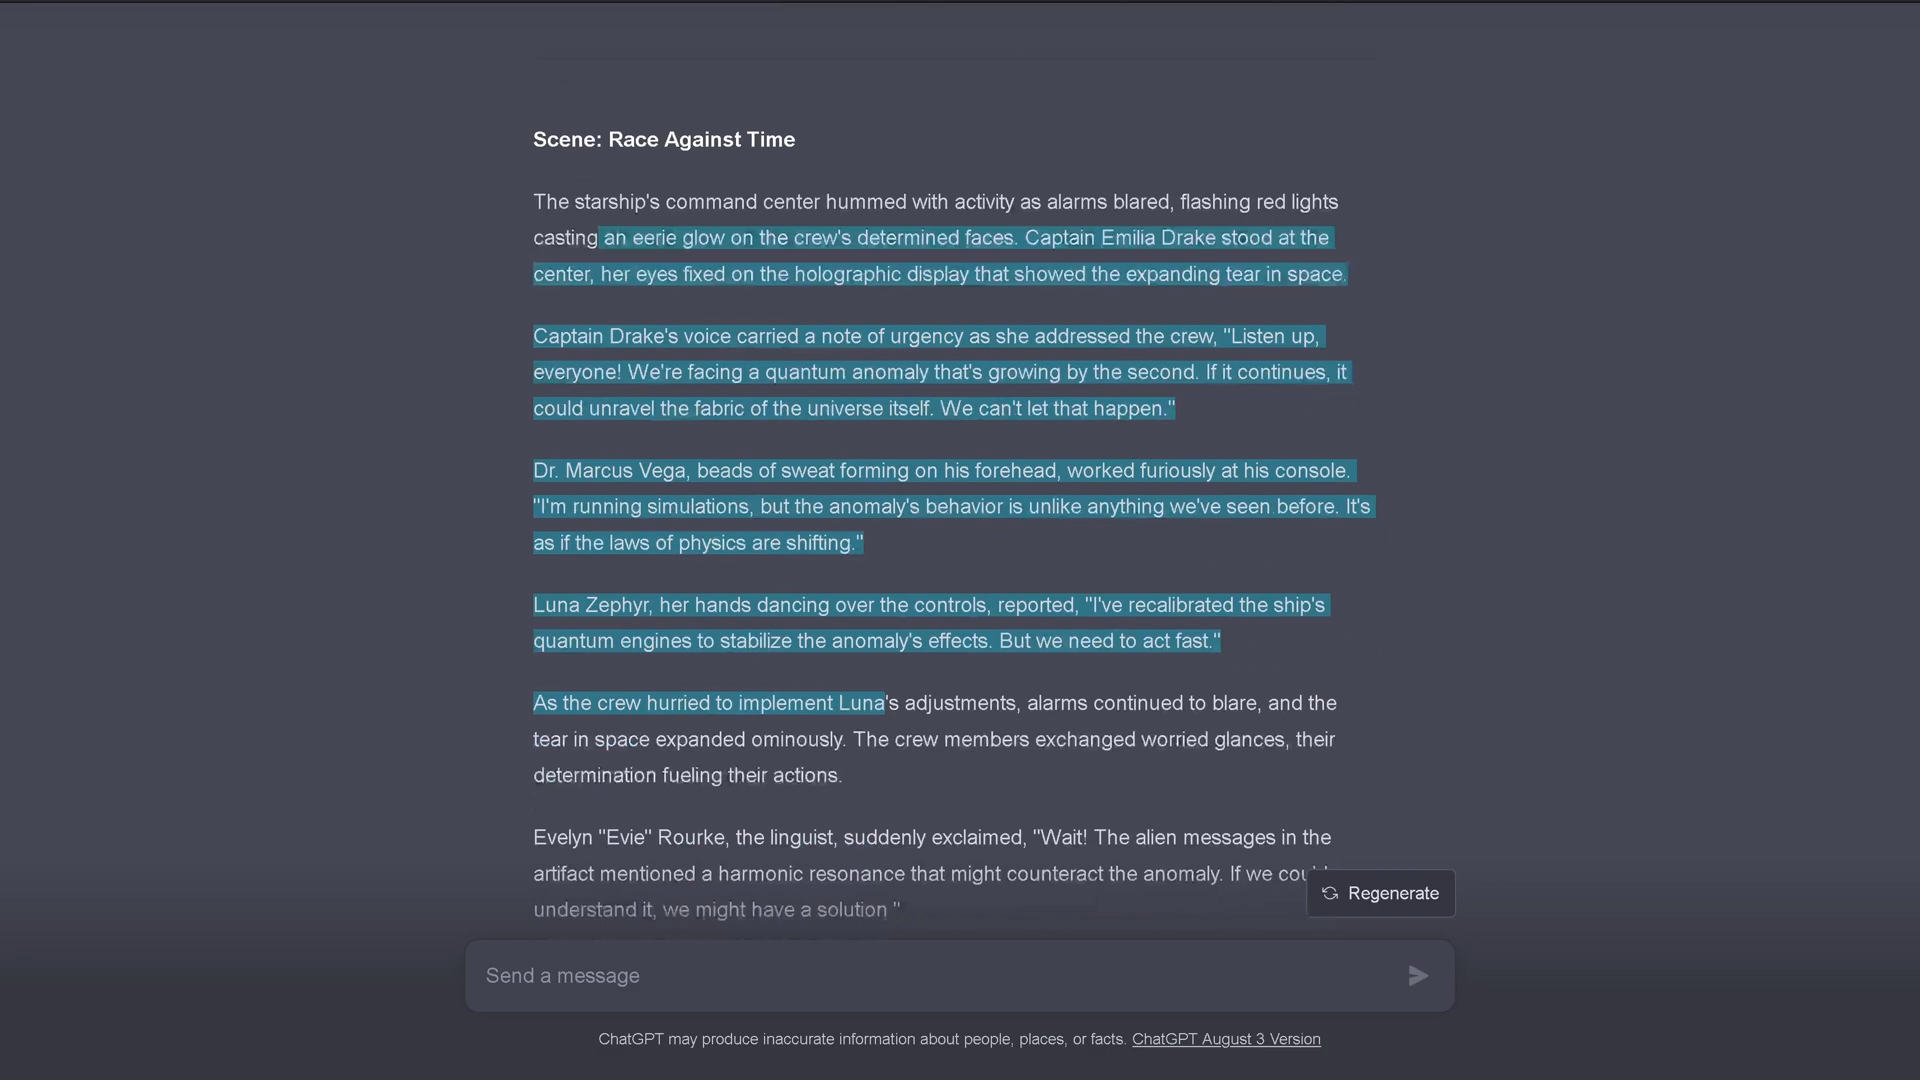 Scene: Race Against Time
The starship's command center hummed with activity as alarms blared, flashing red lights
casting an eerie glow on the crew's determined faces. Captain Emilia Drake stood at the
center, her eyes fixed on the holographic display that showed the expanding tear in space.
Captain Drake's voice carried a note of urgency as she addressed the crew, "Listen up,
everyone! We're facing a quantum anomaly that's growing by the second. If it continues, it
could unravel the fabric of the universe itself. We can't let that happen."
Dr. Marcus Vega, beads of sweat forming on his forehead, worked furiously at his console.
"I'm running simulations, but the anomaly's behavior is unlike anything we've seen before. It's
as if the laws of physics are shifting."
Luna Zephyr, her hands dancing over the controls, reported, "I've recalibrated the ship's
quantum engines to stabilize the anomaly's effects. But we need to act fast."
As the crew hurried to implement Luna's adjustments, alarms continued to blare, and the
tear in space expanded ominously. The crew members exchanged worried glances, their
determination fueling their actions.
Evelyn "Evie" Rourke, the linguist, suddenly exclaimed, "Wait! The alien messages in the
artifact mentioned a harmonic resonance that might counteract the anomaly. If we
understand it, we might have a solution "
Regenerate
Send a message
ChatGPT may produce inaccurate information about people, places, or facts. ChatGPT August 3 Version